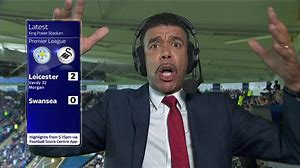 Latest
King Power Stadium
Premier League
Leicester 2
Vardy 32
Morgan
Swansea 0
Highlights from 5.15pm via
Football Score Centre App